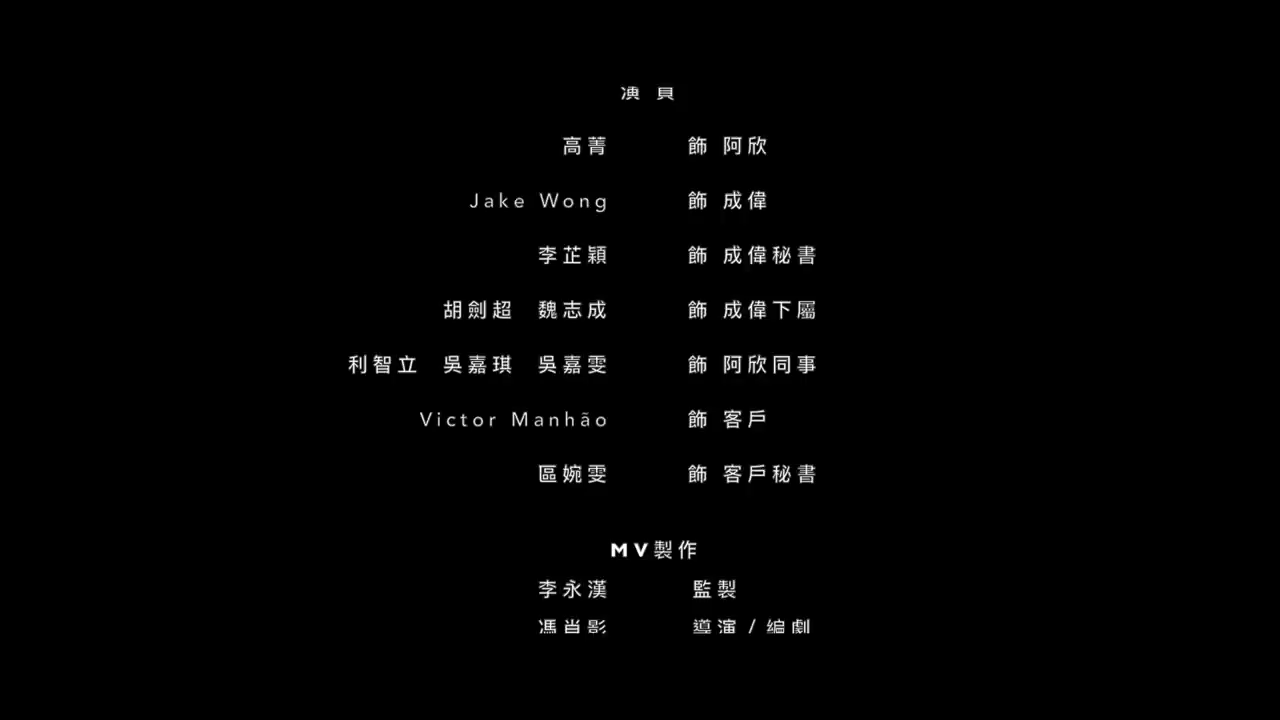 演員
高菁 飾 阿欣
Jake Wong 飾 成偉
李芷穎 飾 成偉秘書
胡劍超 魏志成 飾 成偉下屬
利智立 吳嘉琪 吳嘉雯 飾 阿欣同事
Victor Manhão 飾 客戶
區婉雯 飾 客戶秘書
MV製作
李永漢 監製
馮肖影 導演 / 編劇